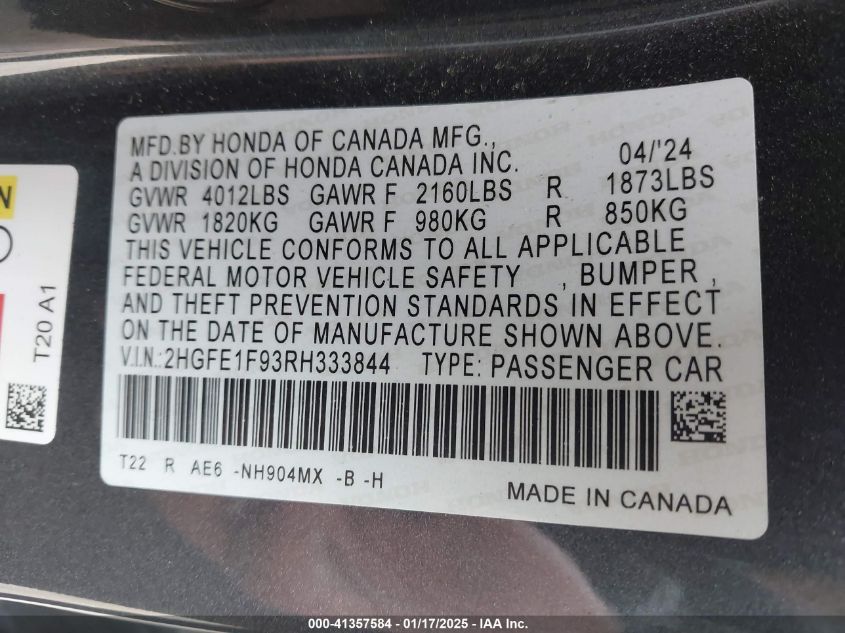 MFD.BY HONDA OF CANADA MFG.,
A DIVISION OF HONDA CANADA INC. 04/'24
GVWR 4012LBS GAWR F 2160LBS R 1873LBS
GVWR 1820KG GAWR F 980KG R 850KG
THIS VEHICLE CONFORMS TO ALL APPLICABLE
FEDERAL MOTOR VEHICLE SAFETY , BUMPER ,
AND THEFT PREVENTION STANDARDS IN EFFECT
ON THE DATE OF MANUFACTURE SHOWN ABOVE.
V.I.N.:2HGFE1F93RH333844 TYPE: PASSENGER CAR
T22 R AE6 -NH904MX -B -H
MADE IN CANADA
T20 A1
000-41357584 - 01/17/2025 - IAA Inc.